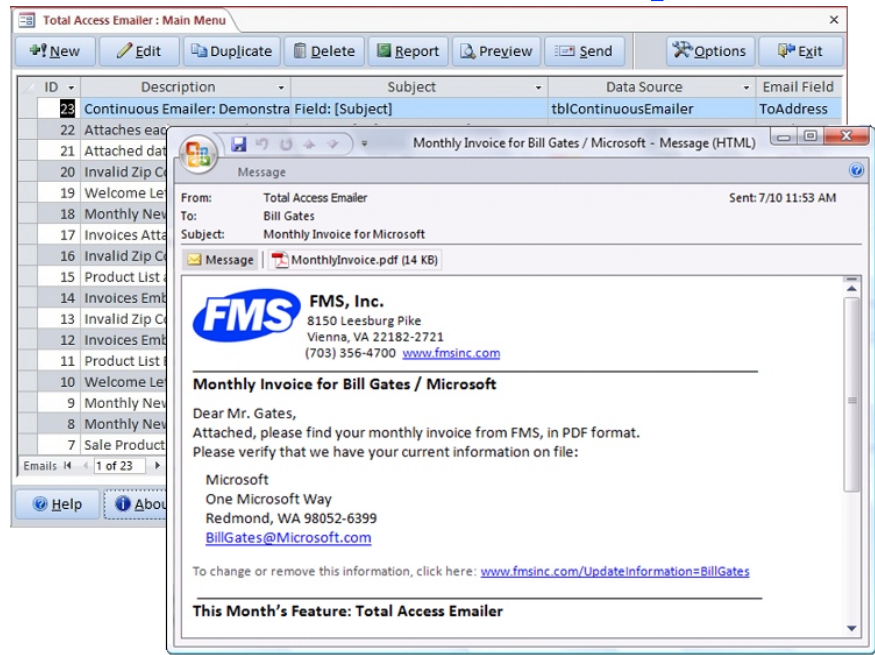 Total Access Emailer : Main Menu
New Edit Duplicate Delete Report Preview Send Options Exit
ID Description Subject Data Source Email Field
23 Continuous Emailer: Demonstra Field: [Subject] tblContinuousEmailer ToAddress
22 Attaches eac
21 Attached dat
20 Invalid Zip Co
19 Welcome Let
18 Monthly New
17 Invoices Atta
16 Invalid Zip Co
15 Product List a
14 Invoices Emb
13 Invalid Zip Co
12 Invoices Emb
11 Product List E
10 Welcome Let
9 Monthly New
8 Monthly New
7 Sale Product
Emails 1 of 23
Help Abou
Monthly Invoice for Bill Gates / Microsoft - Message (HTML)
Message
From: Total Access Emailer Sent: 7/10 11:53 AM
To: Bill Gates
Subject: Monthly Invoice for Microsoft
Message MonthlyInvoice.pdf (14 KB)
FMS
FMS, Inc.
8150 Leesburg Pike
Vienna, VA 22182-2721
(703) 356-4700 www.fmsinc.com
Monthly Invoice for Bill Gates / Microsoft
Dear Mr. Gates,
Attached, please find your monthly invoice from FMS, in PDF format.
Please verify that we have your current information on file:
Microsoft
One Microsoft Way
Redmond, WA 98052-6399
BillGates@Microsoft.com
To change or remove this information, click here: www.fmsinc.com/UpdateInformation=BillGates
This Month's Feature: Total Access Emailer